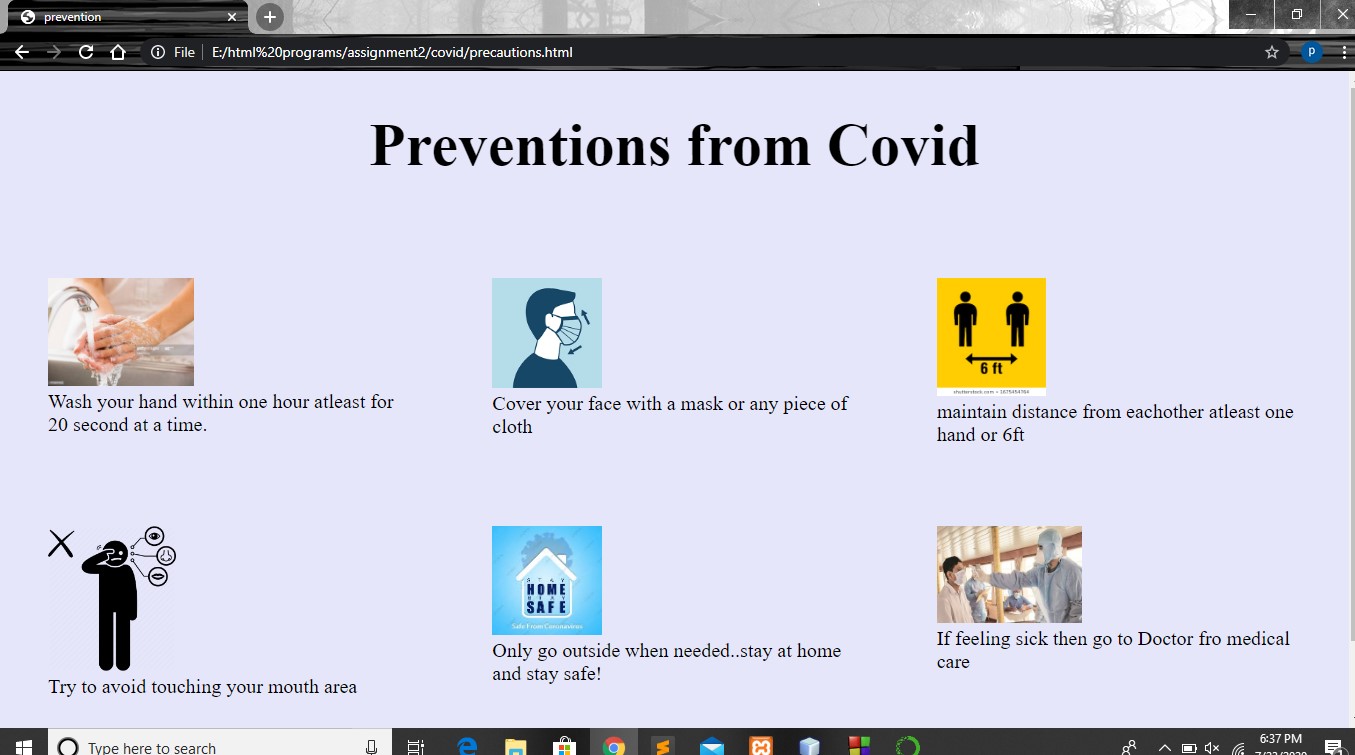 prevention
File
E:/html%20programs/assignment2/covid/precautions.html
p
Preventions from Covid
6 ft
shutterstock.com • 1675454764
Wash your hand within one hour atleast for
20 second at a time.
Cover your face with a mask or any piece of
cloth
maintain distance from eachother atleast one
hand or 6ft
STAY
HOME
STAY
SAFE
Safe From Coronavirus
Try to avoid touching your mouth area
Only go outside when needed..stay at home
and stay safe!
If feeling sick then go to Doctor fro medical
care
Type here to search
6:37 PM